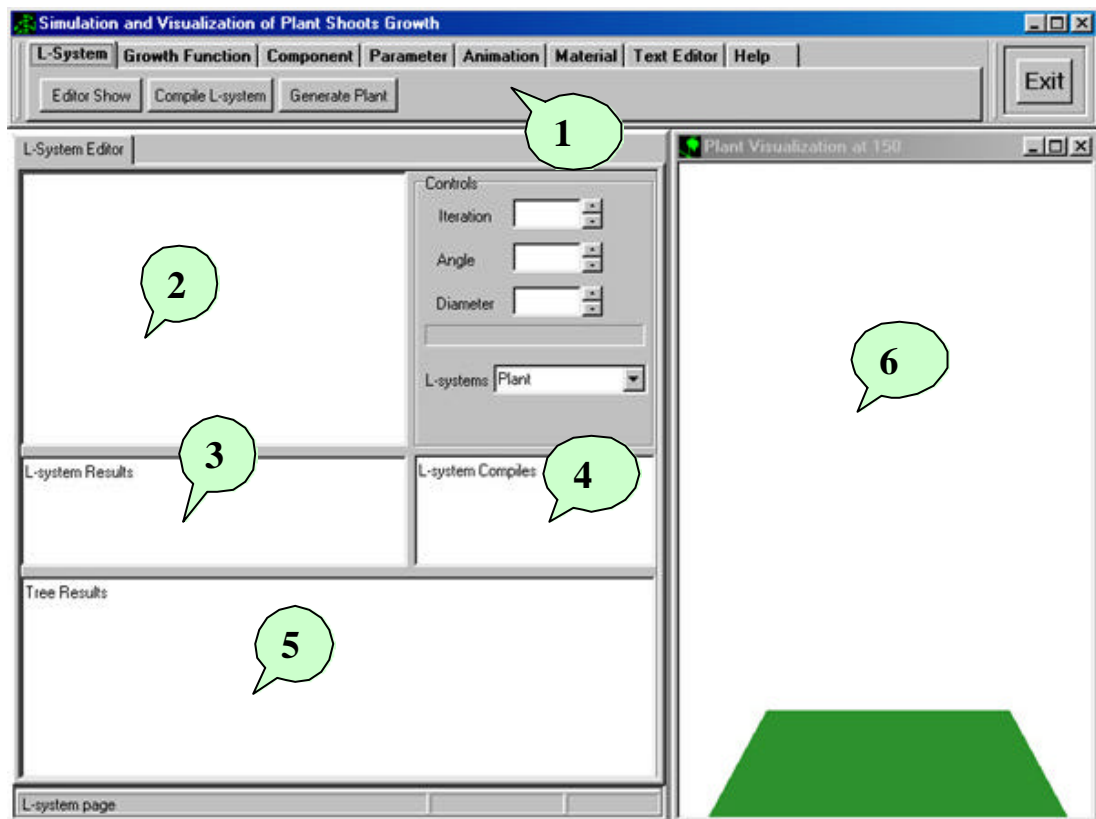 Simulation and Visualization of Plant Shoots Growth
L-System Growth Function Component Parameter Animation Material Text Editor Help
Editor Show Compile L-system Generate Plant
Exit
1
L-System Editor
Plant Visualization at 150
Controls
Iteration
Angle
Diameter
L-systems Plant
2
6
3
L-system Results
4
L-system Compiles
Tree Results
5
L-system page